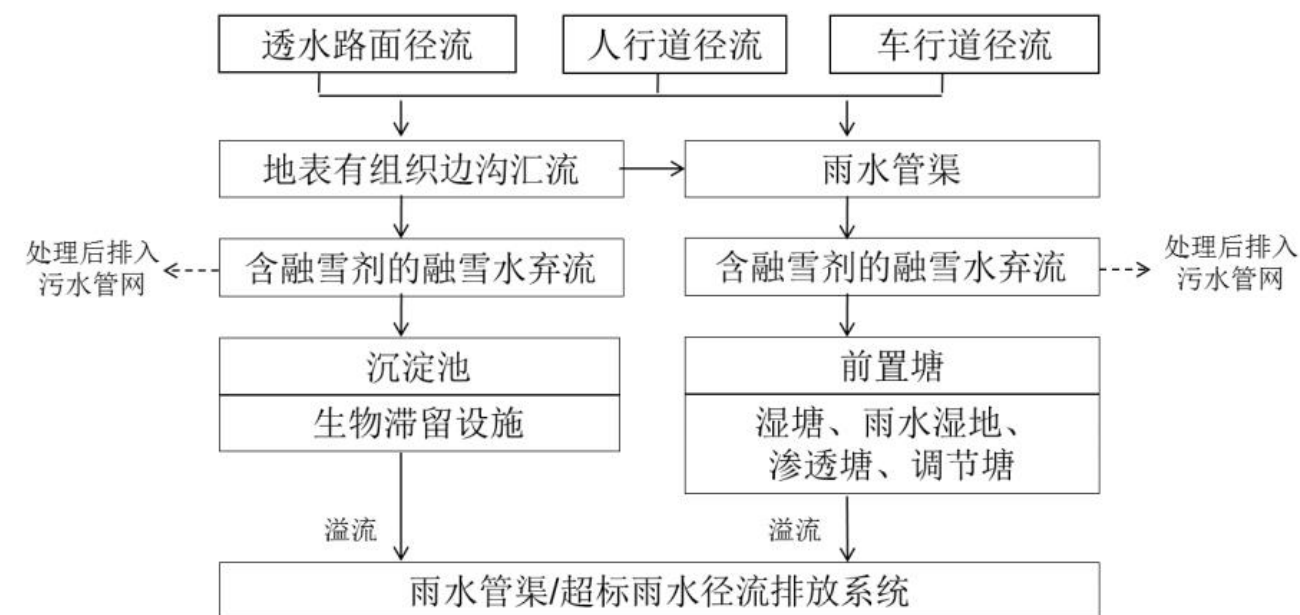 透水路面径流
人行道径流
车行道径流
地表有组织边沟汇流
雨水管渠
处理后排入
污水管网
含融雪剂的融雪水弃流
含融雪剂的融雪水弃流
处理后排入
污水管网
沉淀池
前置塘
生物滞留设施
湿塘、雨水湿地、
渗透塘、调节塘
溢流
溢流
雨水管渠/超标雨水径流排放系统